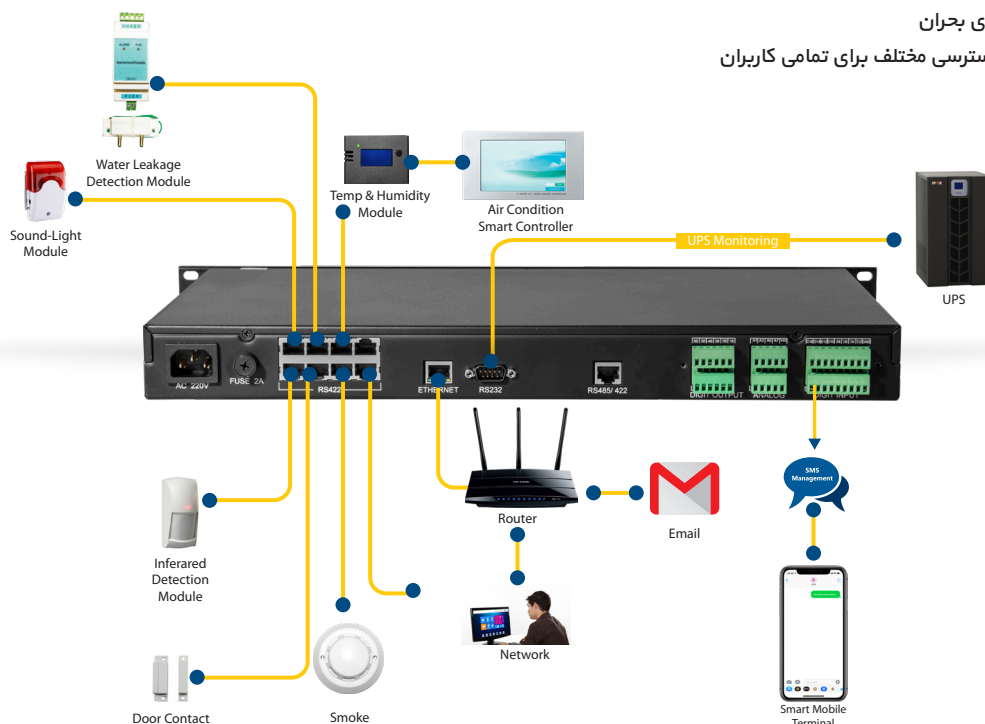 ی بحران
سترسی مختلف برای تمامی کاربران
Water Leakage
Detection Module
Sound-Light
Module
Temp & Humidity
Module
Air Condition
Smart Controller
UPS Monitoring
UPS
AC 220V
FUSE 2A
RS422
ETHERNET
RS232
RS485/ 422
DIGIT OUTPUT
ANALOG
DIGIT INPUT
SMS
Management
Router
Email
Inferared
Detection
Module
Network
Door Contact
Smoke
Smart Mobile
Terminal